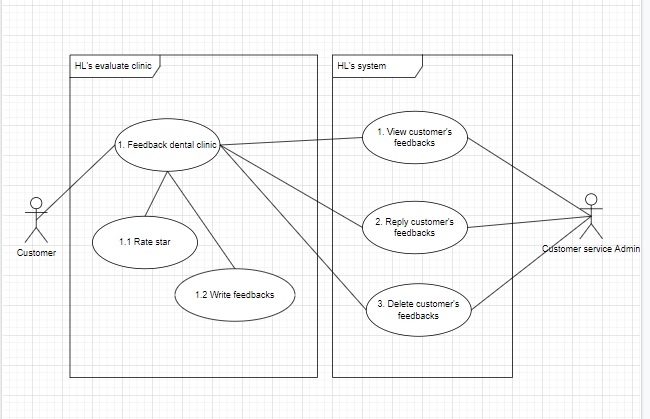 HL's evaluate clinic
HL's system
1. Feedback dental clinic
1. View customer's
feedbacks
2. Reply customer's
feedbacks
Customer
1.1 Rate star
Customer service Admin
1.2 Write feedbacks
3. Delete customer's
feedbacks